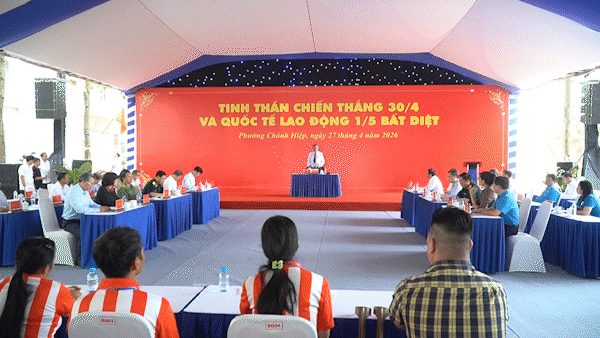 TINH THẦN CHIẾN THẮNG 30/4
VÀ QUỐC TẾ LAO ĐỘNG 1/5 BẤT DIỆT
Phường Chánh Hiệp, ngày 27 tháng 4 năm 2026